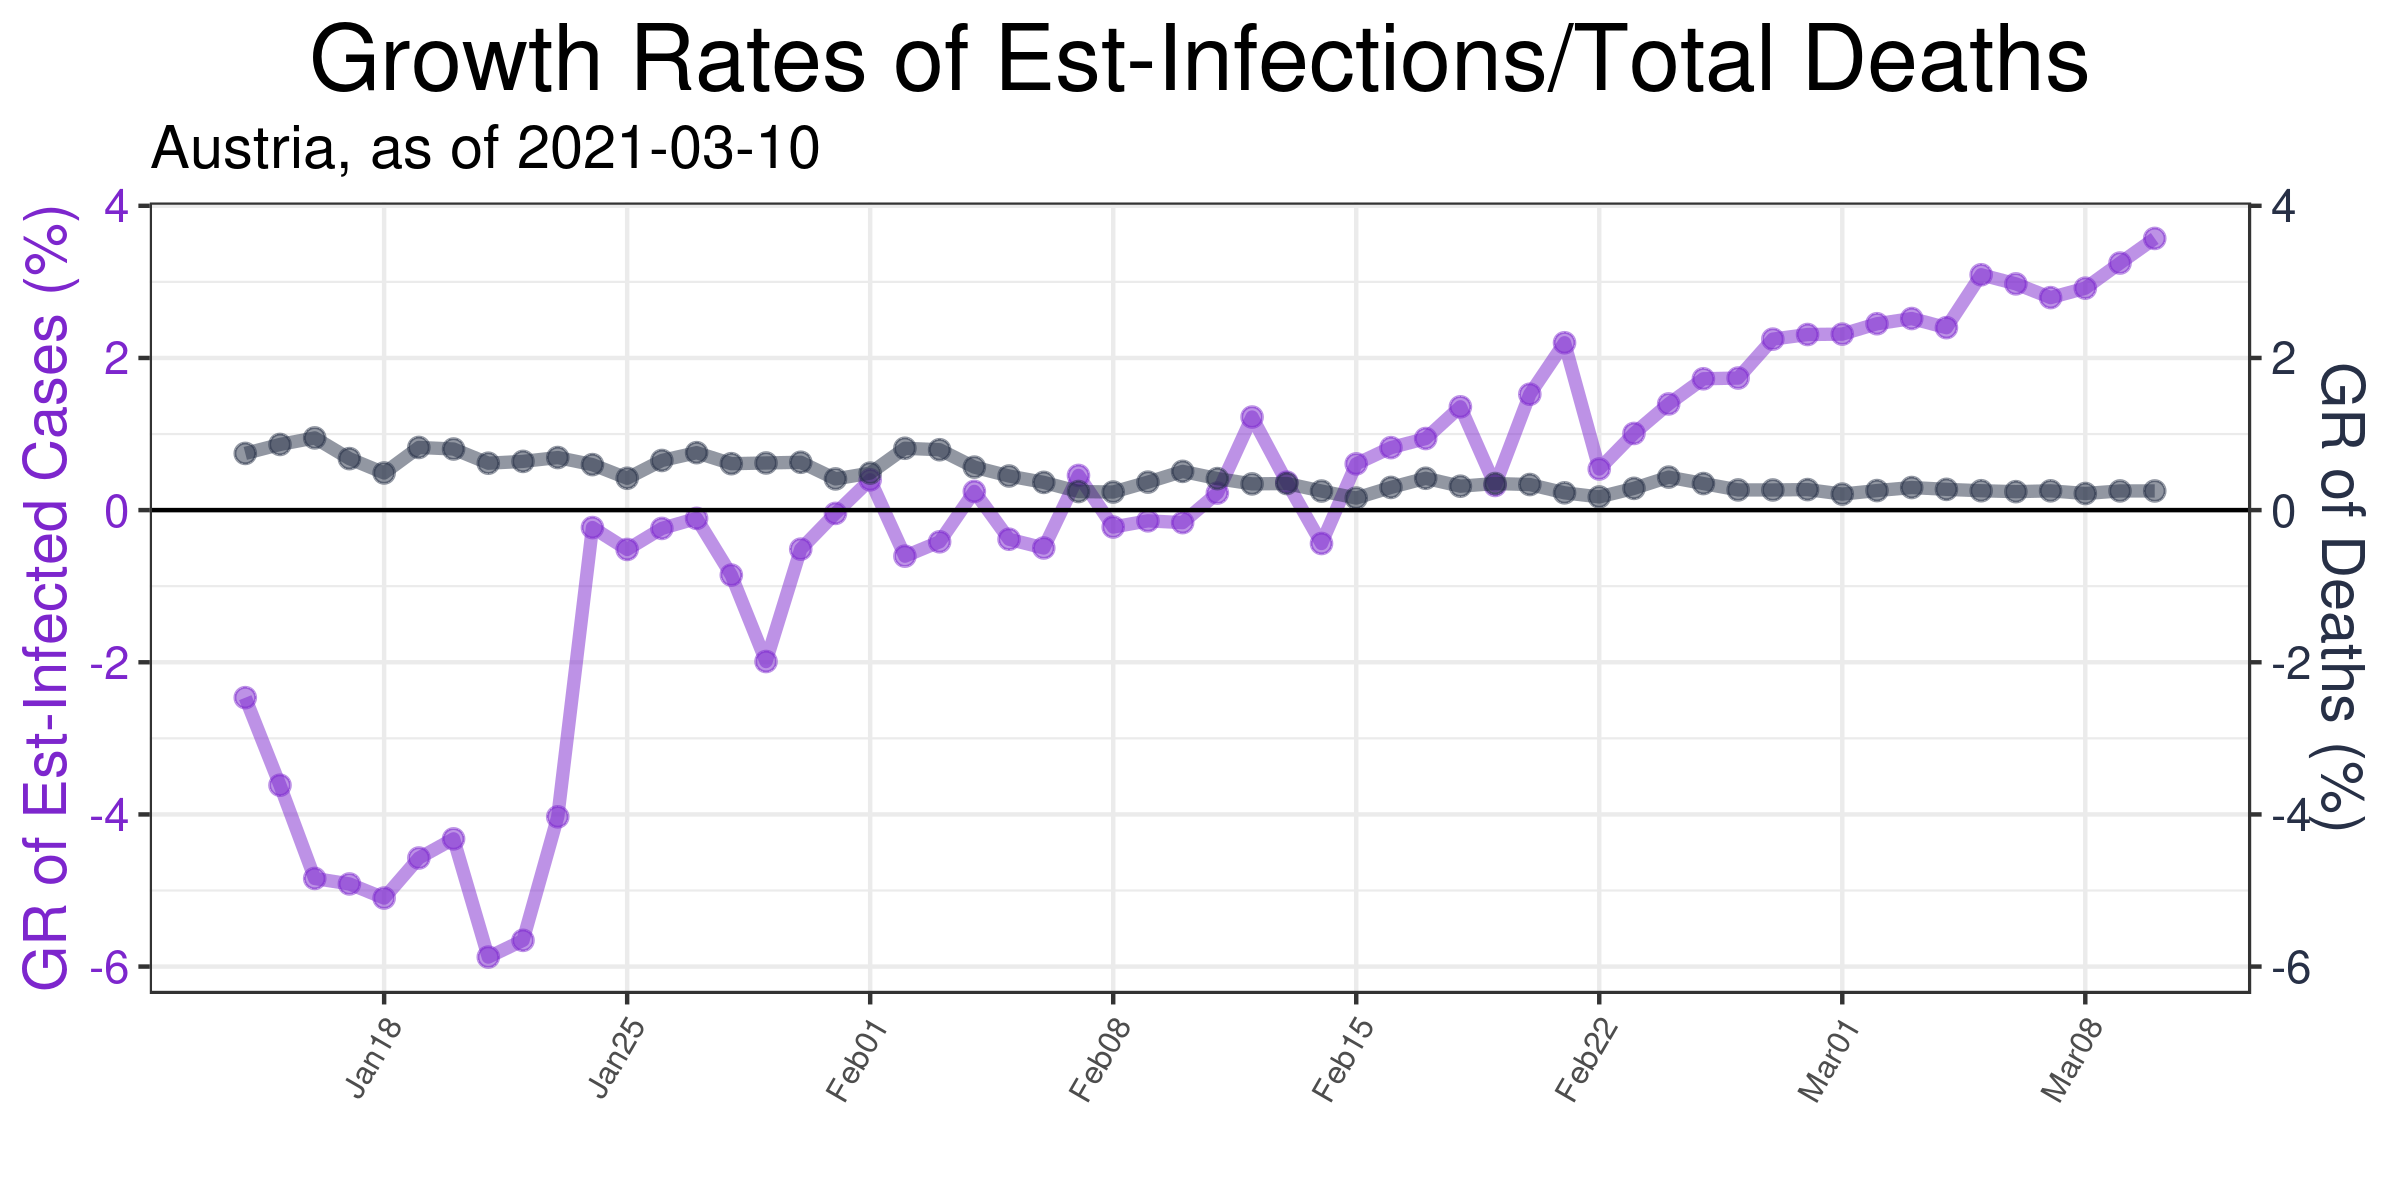 Growth Rates of Est-Infections/Total Deaths
Austria, as of 2021-03-10
GR of Est-Infected Cases (%)
4
2
0
-2
-4
-6
4
2
0
-2
-4
-6
GR of Deaths (%)
Jan18
Jan25
Feb01
Feb08
Feb15
Feb22
Mar01
Mar08